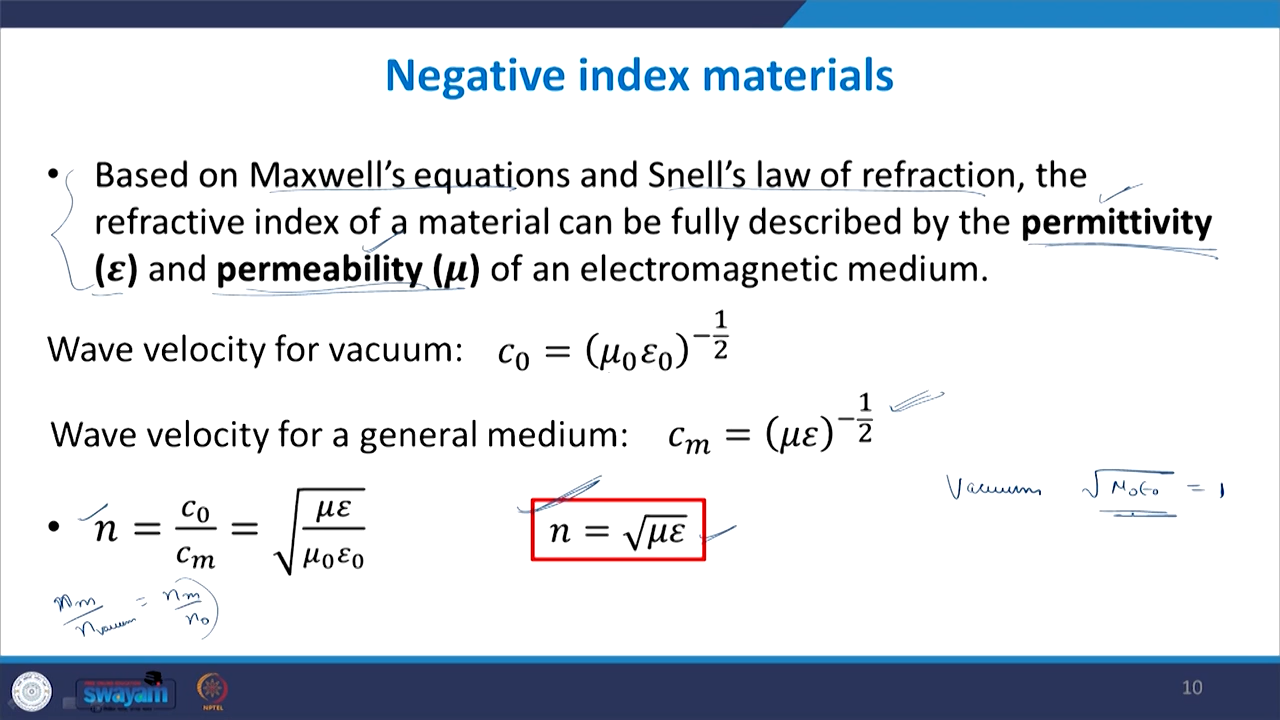 Negative index materials
• Based on Maxwell's equations and Snell's law of refraction, the
refractive index of a material can be fully described by the permittivity
(ε) and permeability (μ) of an electromagnetic medium.
Wave velocity for vacuum: c₀ = (μ₀ε₀)^(-1/2)
Wave velocity for a general medium: cₘ = (με)^(-1/2)
Vacuum √μ₀ε₀ = 1
• n = c₀/cₘ = √(με/μ₀ε₀) n = √με
nₘ/n_vacuum = nₘ/n₀
swayam
NPTEL
10